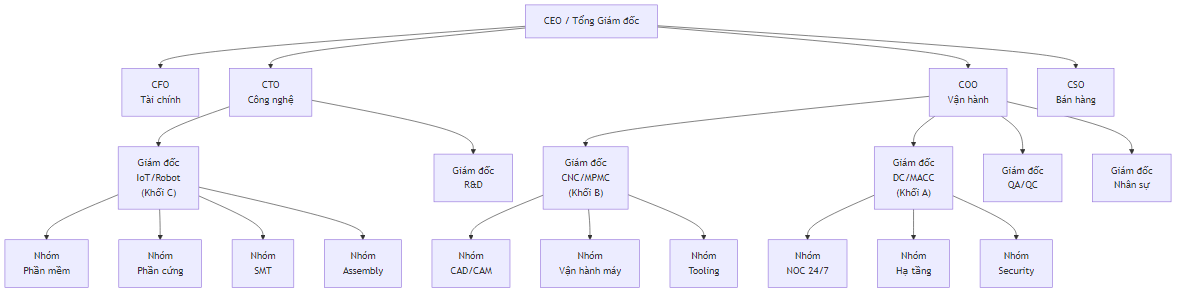 CEO / Tổng Giám đốc
CFO
Tài chính
CTO
Công nghệ
COO
Vận hành
CSO
Bán hàng
Giám đốc
IoT/Robot
(Khối C)
Giám đốc
R&D
Giám đốc
CNC/MPMC
(Khối B)
Giám đốc
DC/MACC
(Khối A)
Giám đốc
QA/QC
Giám đốc
Nhân sự
Nhóm
Phần mềm
Nhóm
Phần cứng
Nhóm
SMT
Nhóm
Assembly
Nhóm
CAD/CAM
Nhóm
Vận hành máy
Nhóm
Tooling
Nhóm
NOC 24/7
Nhóm
Hạ tầng
Nhóm
Security